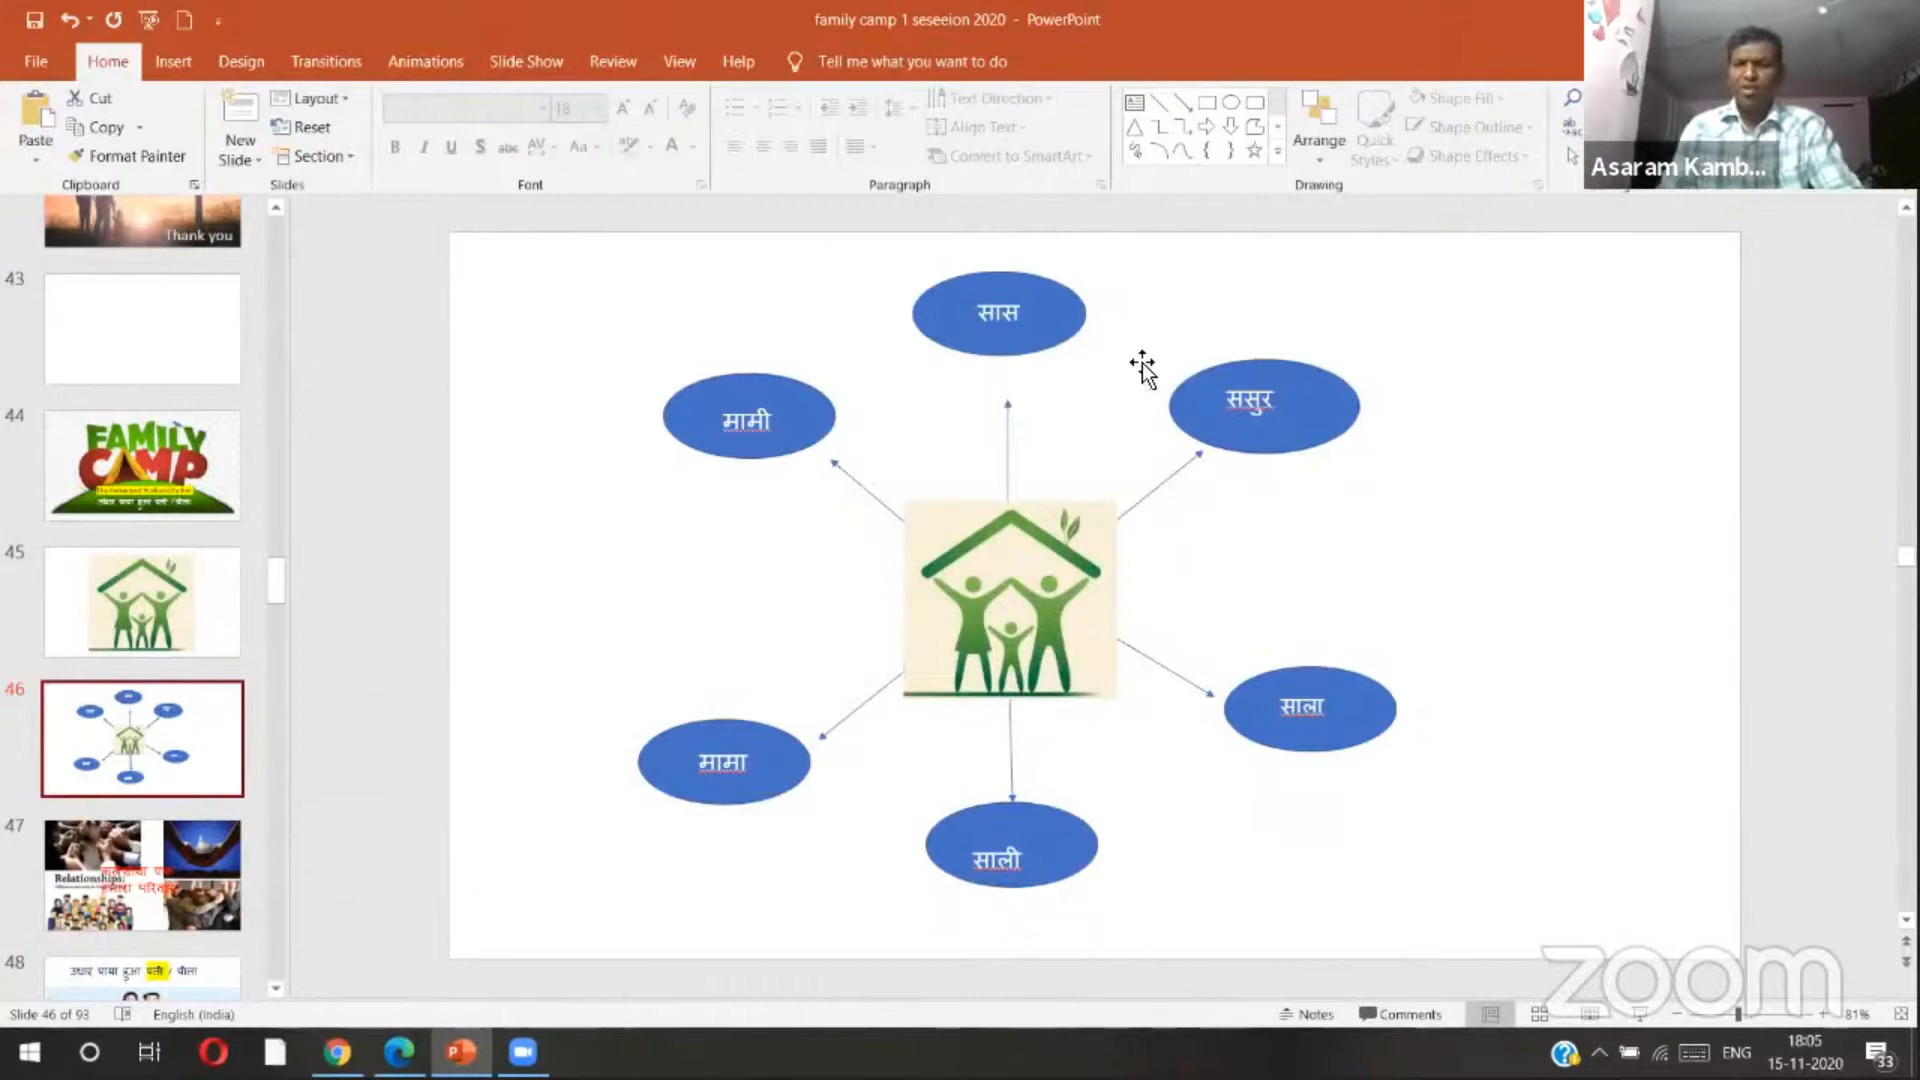 family camp 1 seseeion 2020 - PowerPoint
File
Home
Insert
Design
Transitions
Animations
Slide Show
Review
View
Help
Tell me what you want to do
Cut
Copy
Format Painter
Paste
Clipboard
New
Slide
Layout
Reset
Section
Slides
18
Font
Text Direction
Align Text
Convert to SmartArt
Paragraph
Arrange
Quick
Styles
Shape Fill
Shape Outline
Shape Effects
Drawing
Asaram Kamb...
Thank you
43
44
FAMILY
CAMP
45
46
47
Relationships:
48
उधार पाया हुआ पती / पीता
सास
मामी
ससुर
साला
मामा
साली
zoom
Slide 46 of 93
English (India)
Notes
Comments
81%
ENG
18:05
15-11-2020
33